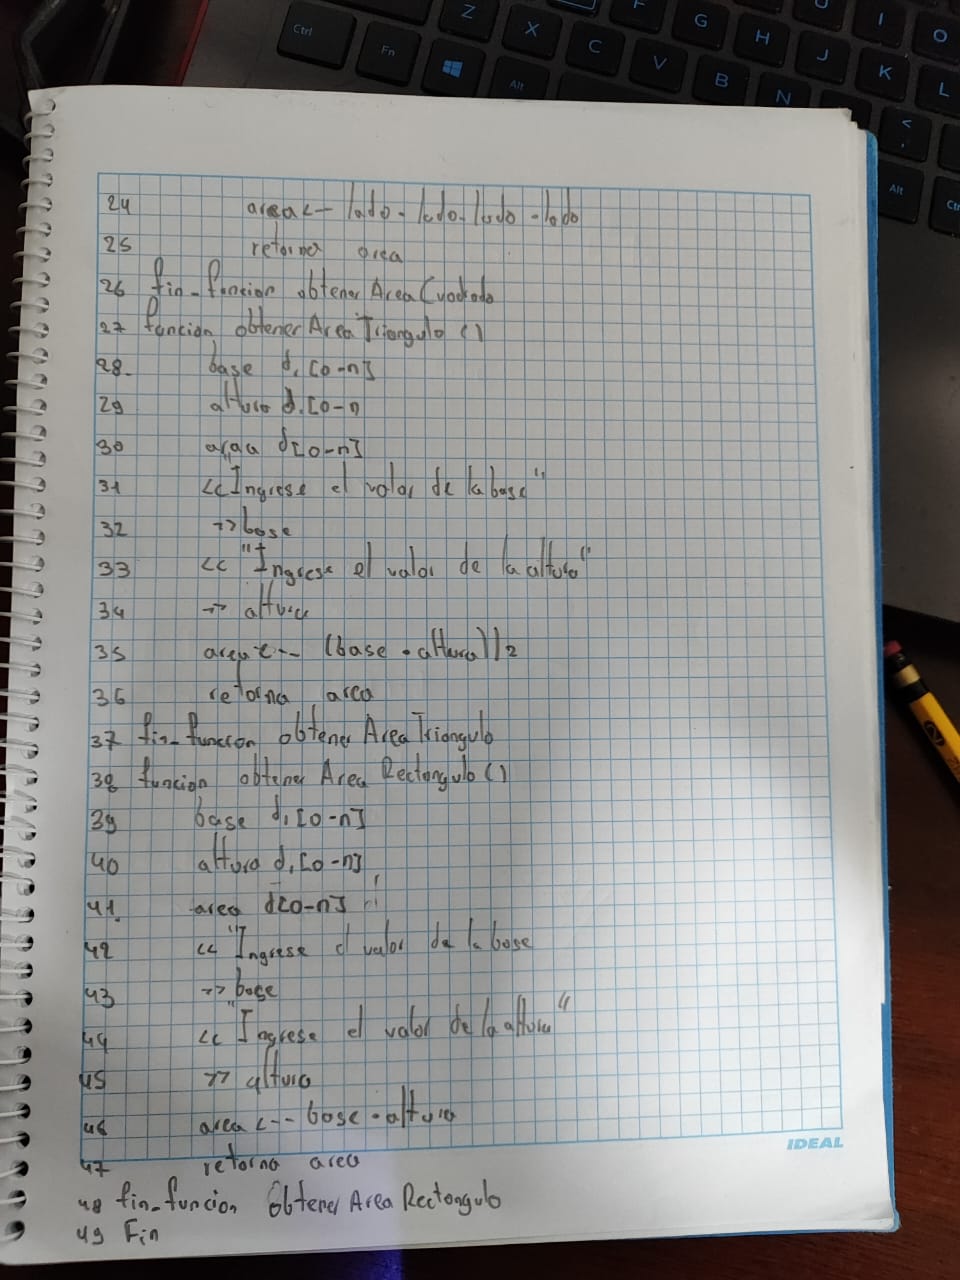 Z
X
C
V
B
N
F
G
H
J
K
L
U
I
O
Ctrl
Fn
Alt
<
,
Alt
Ctr
24 area <-- lado · lado · lado · lado
25 retorna area
26 fin-funcion obtener Area Cuadrado
27 funcion obtener Area Triangulo ()
28. base d, [0-n]
29 altura d. [0-n
30 area d[0-n]
31 << Ingrese el valor de la base"
32 >> base
33 << "Ingrese el valor de la altura"
34 >> altura
35 area <-- (base · altura)/2
36 retorna area
37 fin-funcion obtener Area Triangulo
38 funcion obtener Area Rectangulo ()
39 base d, [0-n]
40 altura d, [0-n]
41. area d[0-n]
42 << "Ingrese el valor de la base
43 >> base
44 << "Ingrese el valor de la altura"
45 >> altura
46 area <-- base · altura
47 retorna area
48 fin-funcion Obtener Area Rectangulo
49 Fin
IDEAL
2